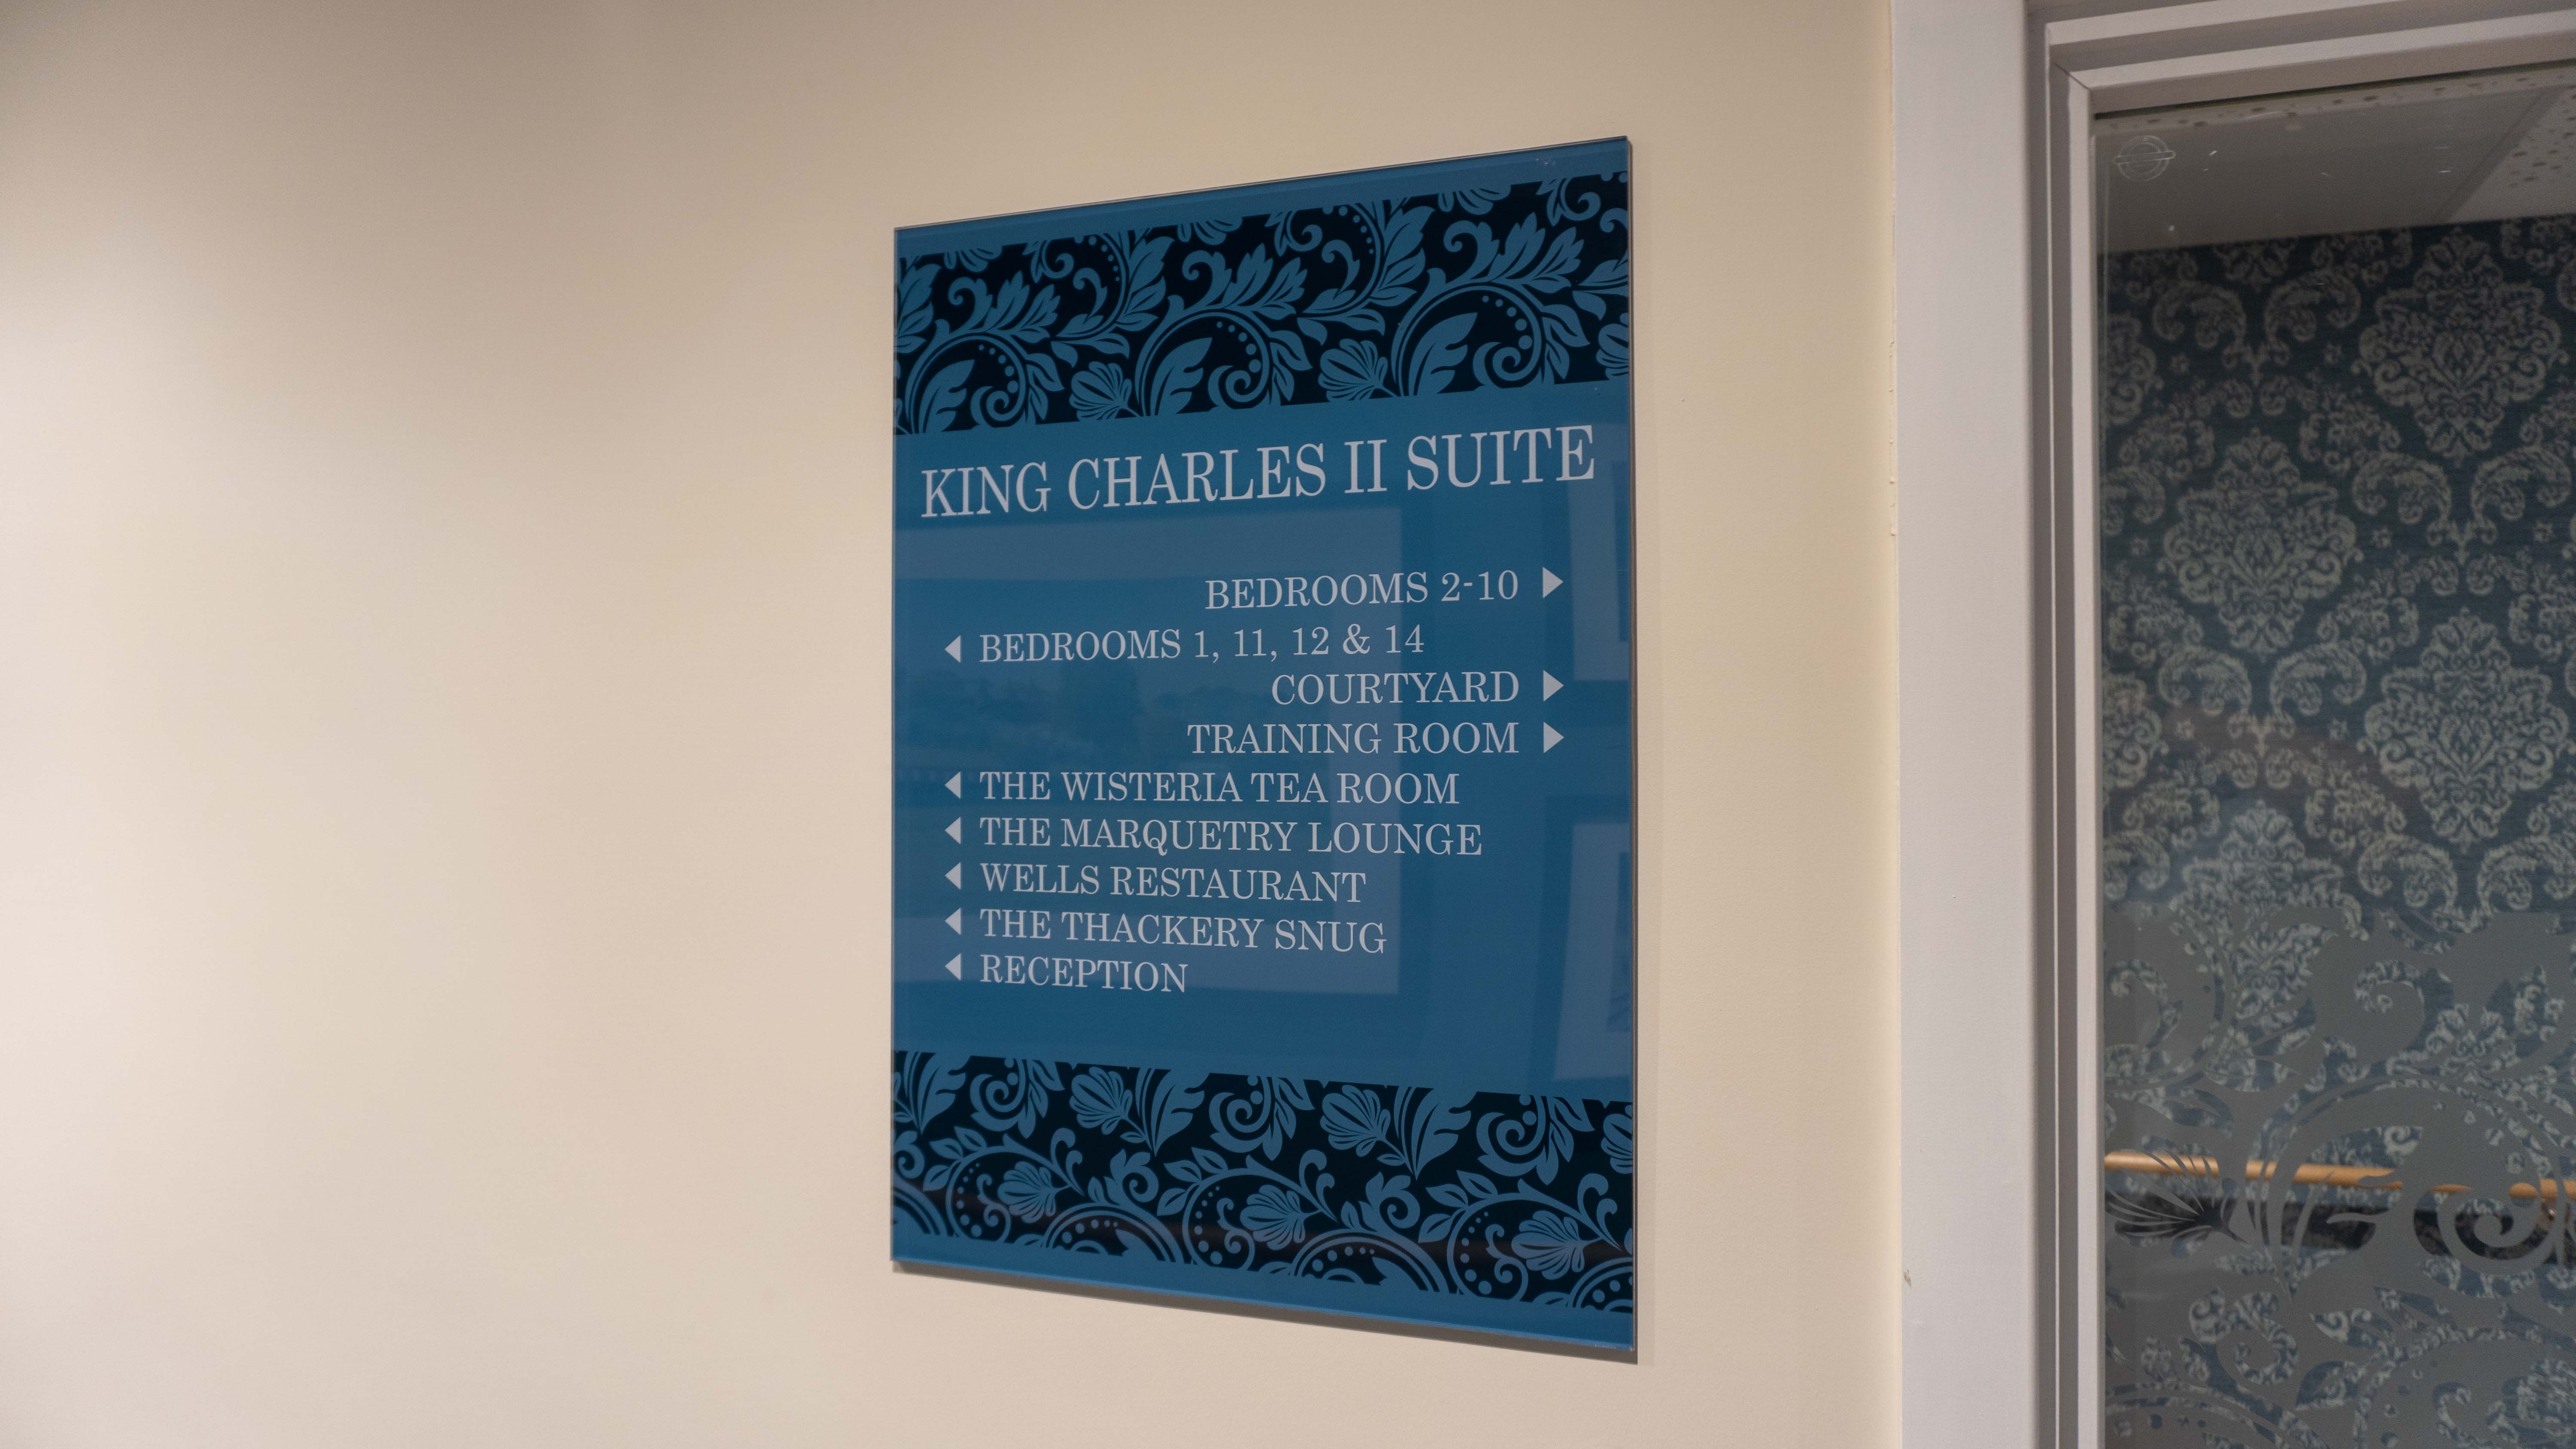 KING CHARLES II SUITE
BEDROOMS 2-10 ▶
◀ BEDROOMS 1, 11, 12 & 14
COURTYARD ▶
TRAINING ROOM ▶
◀ THE WISTERIA TEA ROOM
◀ THE MARQUETRY LOUNGE
◀ WELLS RESTAURANT
◀ THE THACKERY SNUG
◀ RECEPTION